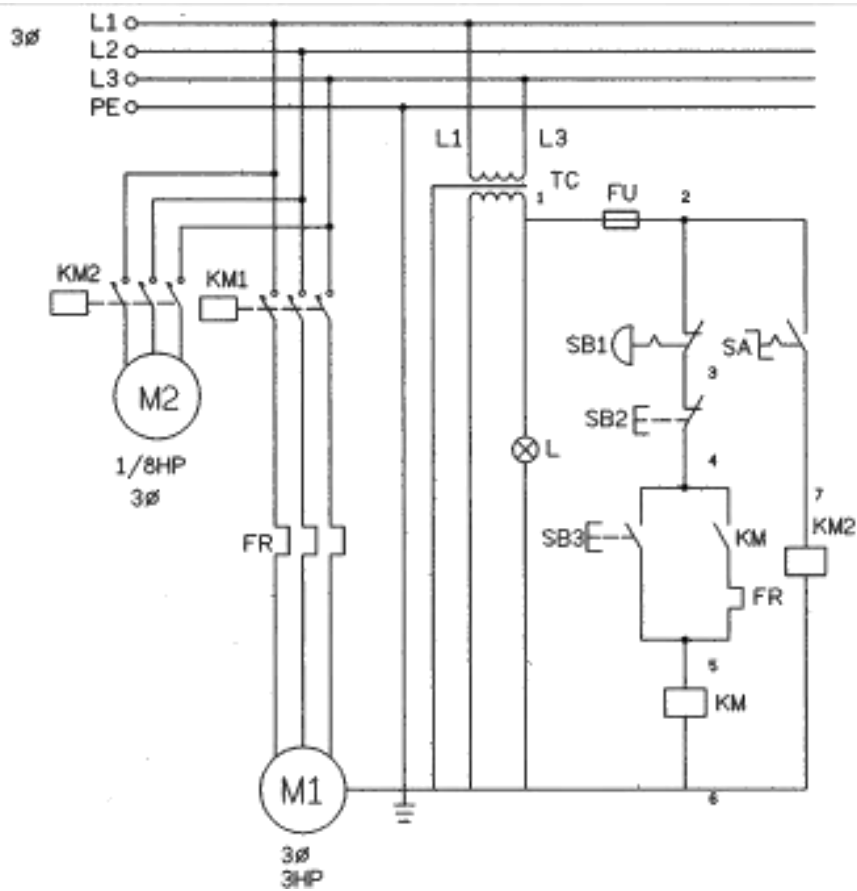 3ø
L1
L2
L3
PE
L1 L3
TC
1
FU
2
KM2
KM1
SB1
SA
3
M2
SB2
L
4
1/8HP
3ø
7
FR
SB3
KM
KM2
FR
5
KM
M1
6
3ø
3HP